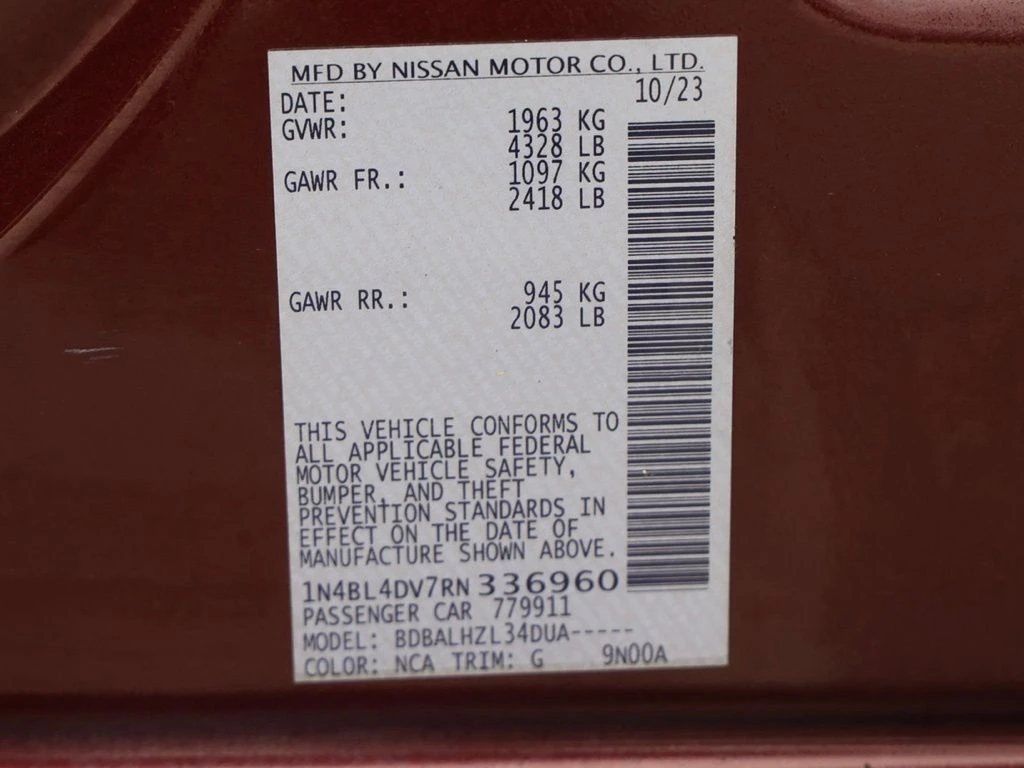 MFD BY NISSAN MOTOR CO., LTD.
DATE: 10/23
GVWR: 1963 KG
4328 LB
GAWR FR.: 1097 KG
2418 LB
GAWR RR.: 945 KG
2083 LB
THIS VEHICLE CONFORMS TO
ALL APPLICABLE FEDERAL
MOTOR VEHICLE SAFETY,
BUMPER, AND THEFT
PREVENTION STANDARDS IN
EFFECT ON THE DATE OF
MANUFACTURE SHOWN ABOVE.
1N4BL4DV7RN 336960
PASSENGER CAR 779911
MODEL: BDBALHZL34DUA-----
COLOR: NCA TRIM: G 9N00A